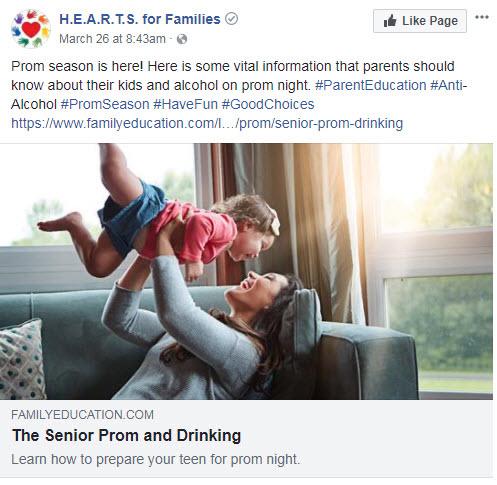 H.E.A.R.T.S. for Families
Like Page
March 26 at 8:43am ·
Prom season is here! Here is some vital information that parents should
know about their kids and alcohol on prom night. #ParentEducation #Anti-
Alcohol #PromSeason #HaveFun #GoodChoices
https://www.familyeducation.com/l…/prom/senior-prom-drinking
FAMILYEDUCATION.COM
The Senior Prom and Drinking
Learn how to prepare your teen for prom night.